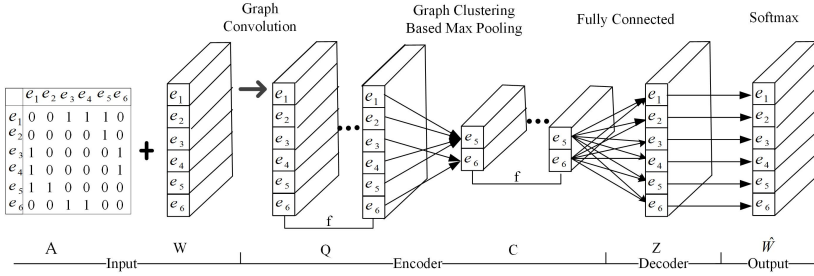 Graph
Convolution
Graph Clustering
Based Max Pooling
Fully Connected
Softmax
e1 e2 e3 e4 e5 e6
e1 0 0 1 1 1 0
e2 0 0 0 0 1 0
e3 1 0 0 0 0 1
e4 1 0 0 0 0 1
e5 1 1 0 0 0 0
e6 0 0 1 1 0 0
+
e1
e2
e3
e4
e5
e6
e1
e2
e3
e4
e5
e6
f
e1
e2
e3
e4
e5
e6
e5
e6
f
e5
e6
e1
e2
e3
e4
e5
e6
e1
e2
e3
e4
e5
e6
A W Q C Z Ŵ
Input Encoder Decoder Output